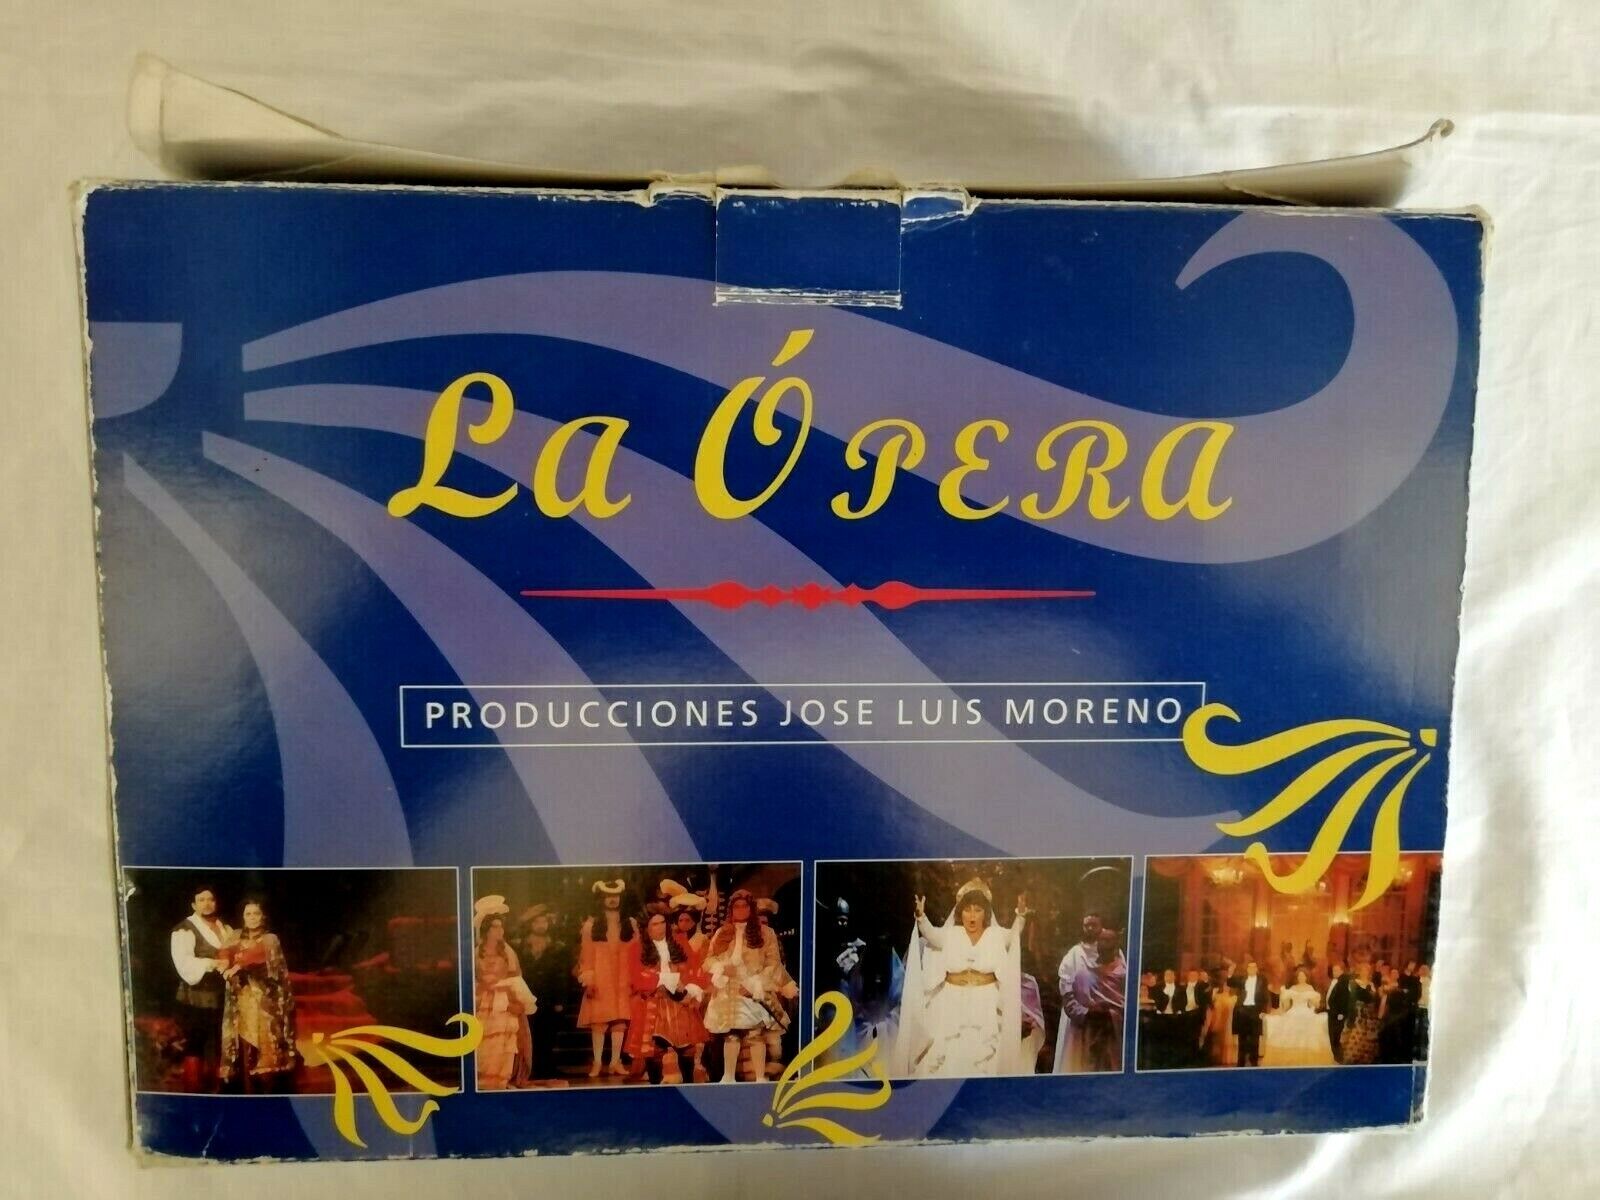 La Ópera
PRODUCCIONES JOSE LUIS MORENO